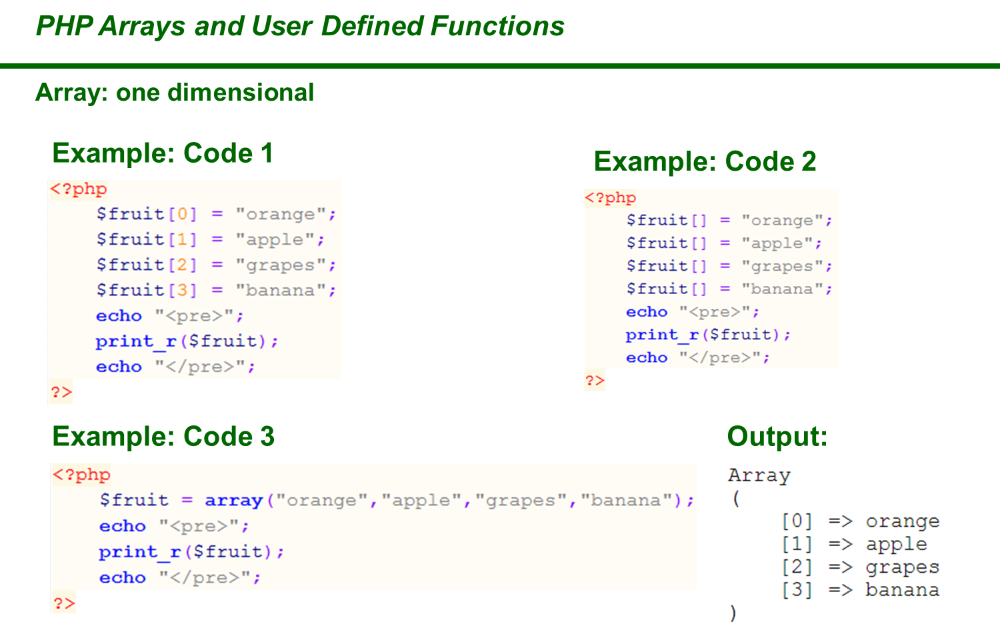 PHP Arrays and User Defined Functions
Array: one dimensional
Example: Code 1
<?php
$fruit[0] = "orange";
$fruit[1] = "apple";
$fruit[2] = "grapes";
$fruit[3] = "banana";
echo "<pre>";
print_r($fruit);
echo "</pre>";
?>
Example: Code 2
<?php
$fruit[] = "orange";
$fruit[] = "apple";
$fruit[] = "grapes";
$fruit[] = "banana";
echo "<pre>";
print_r($fruit);
echo "</pre>";
?>
Example: Code 3
<?php
$fruit = array("orange","apple","grapes","banana");
echo "<pre>";
print_r($fruit);
echo "</pre>";
?>
Output:
Array
(
[0] => orange
[1] => apple
[2] => grapes
[3] => banana
)